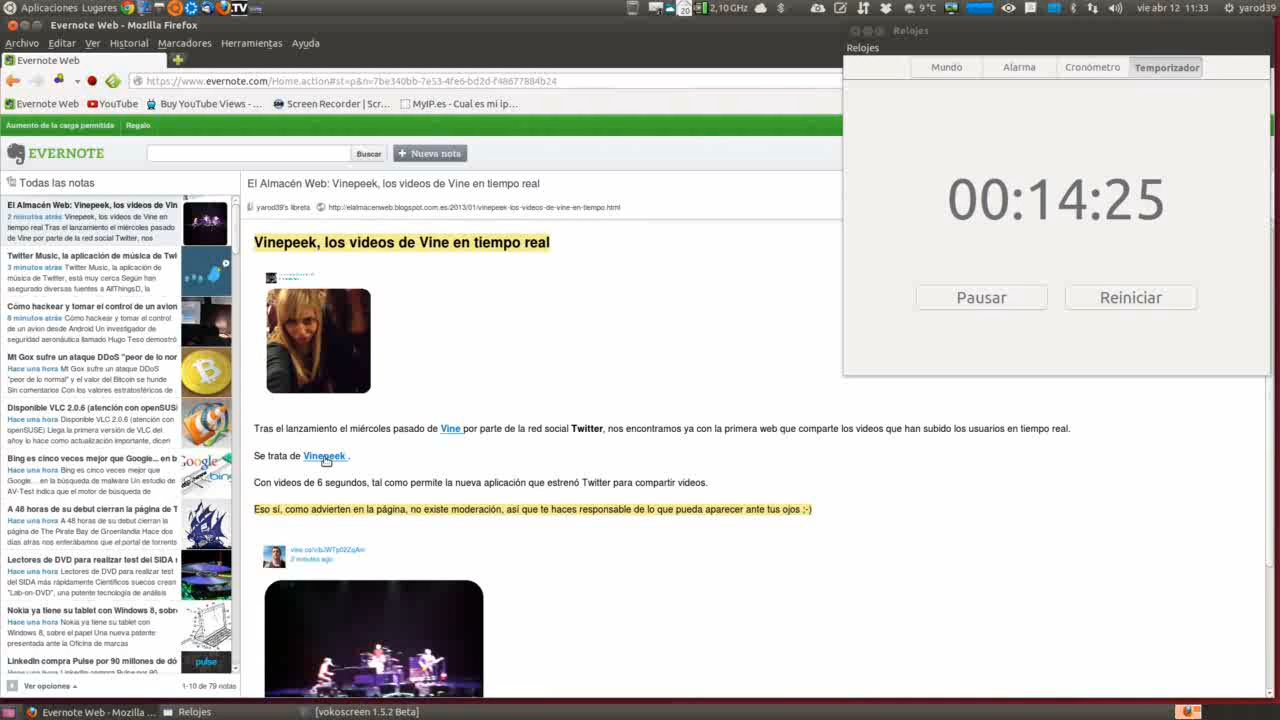 Aplicaciones Lugares
TV
20
2,10 GHz
9°C
vie abr 12 11:33
yarod39
Evernote Web - Mozilla Firefox
Archivo Editar Ver Historial Marcadores Herramientas Ayuda
Evernote Web
https://www.evernote.com/Home.action#st=p&n=7be340bb-7e53-4fe6-bd2d-f48677884b24
Evernote Web YouTube Buy YouTube Views - ... Screen Recorder | Scr... MyIP.es - Cual es mi ip...
Aumento de la carga permitida Regalo
EVERNOTE
Buscar
+ Nueva nota
Todas las notas
El Almacén Web: Vinepeek, los videos de Vin
2 minutos atrás Vinepeek, los videos de Vine en
tiempo real Tras el lanzamiento el miércoles pasado
de Vine por parte de la red social Twitter, nos
Twitter Music, la aplicación de música de Twi
3 minutos atrás Twitter Music, la aplicación de
música de Twitter, está muy cerca Según han
asegurado diversas fuentes a AllThingsD, la
Cómo hackear y tomar el control de un avion
8 minutos atrás Cómo hackear y tomar el control
de un avion desde Android Un investigador de
seguridad aeronáutica llamado Hugo Teso demostró
Mt Gox sufre un ataque DDoS "peor de lo nor
Hace una hora Mt Gox sufre un ataque DDoS
"peor de lo normal" y el valor del Bitcoin se hunde
Sin comentarios Con los valores estratosféricos de
Disponible VLC 2.0.6 (atención con openSUSE
Hace una hora Disponible VLC 2.0.6 (atención con
openSUSE) Llega la primera versión de VLC del
año y lo hace como actualización importante, dicen
Bing es cinco veces mejor que Google... en b
Hace una hora Bing es cinco veces mejor que
Google... en la búsqueda de malware Un estudio de
AV-Test indica que el motor de búsqueda de
Google
bing
A 48 horas de su debut cierran la página de T
Hace una hora A 48 horas de su debut cierran la
página de The Pirate Bay de Groenlandia Hace dos
días atrás nos enterábamos que el portal de torrents
Lectores de DVD para realizar test del SIDA
Hace una hora Lectores de DVD para realizar test
del SIDA más rápidamente Científicos suecos crean
"Lab-on-DVD", una potente tecnología de análisis
Nokia ya tiene su tablet con Windows 8, sobre
Hace una hora Nokia ya tiene su tablet con
Windows 8, sobre el papel Una nueva patente
presentada ante la Oficina de marcas
LinkedIn compra Pulse por 90 millones de dó
pulse
Hace una hora LinkedIn compra Pulse por 90
Ver opciones
1-10 de 79 notas
El Almacén Web: Vinepeek, los videos de Vine en tiempo real
yarod39's libreta http://elalmacenweb.blogspot.com.es/2013/01/vinepeek-los-videos-de-vine-en-tiempo.html
Vinepeek, los videos de Vine en tiempo real
Tras el lanzamiento el miércoles pasado de Vine por parte de la red social Twitter, nos encontramos ya con la primera web que comparte los videos que han subido los usuarios en tiempo real.
Se trata de Vinepeek .
Con videos de 6 segundos, tal como permite la nueva aplicación que estrenó Twitter para compartir videos.
Eso sí, como advierten en la página, no existe moderación, así que te haces responsable de lo que pueda aparecer ante tus ojos ;-)
minutes ago
Relojes
Relojes
Mundo Alarma Cronómetro Temporizador
00:14:25
Pausar Reiniciar
Evernote Web - Mozilla ... Relojes [vokoscreen 1.5.2 Beta]